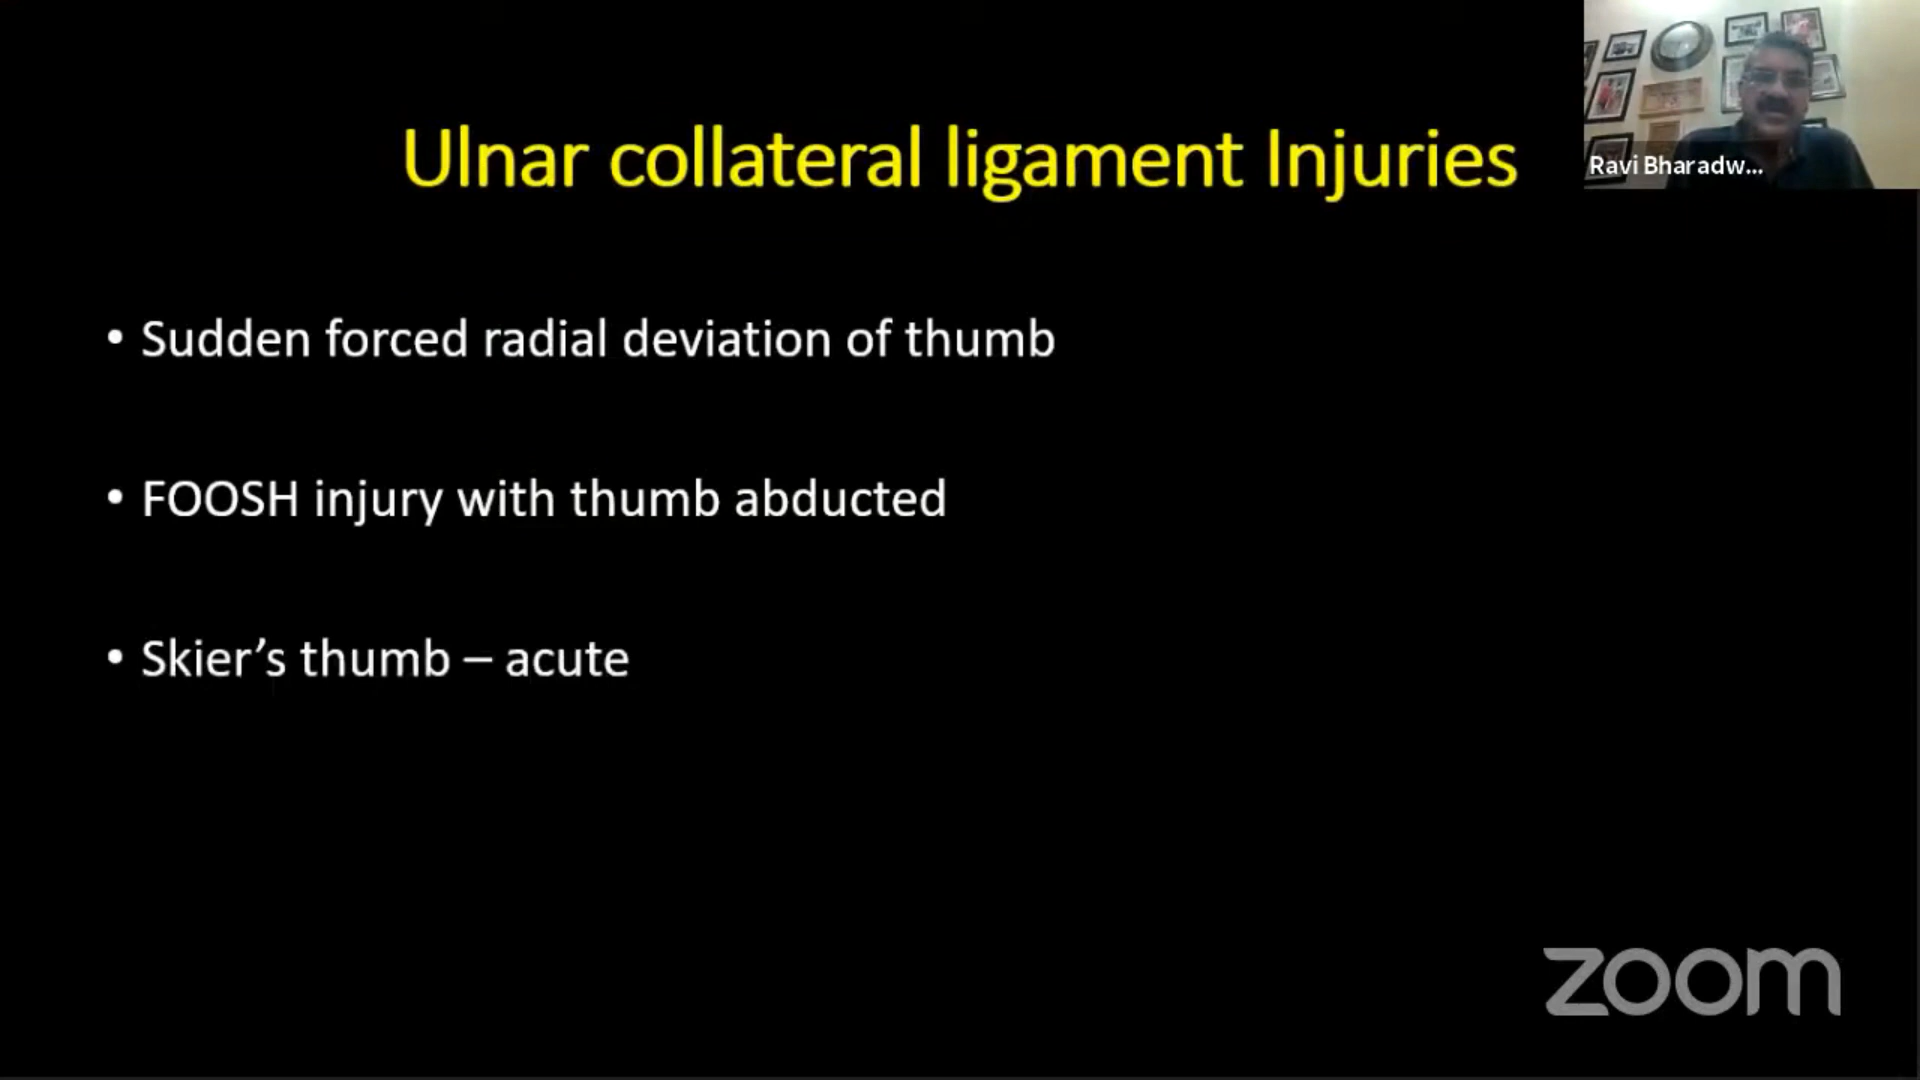 Ulnar collateral ligament Injuries
Ravi Bharadw...
• Sudden forced radial deviation of thumb
• FOOSH injury with thumb abducted
• Skier’s thumb – acute
zoom